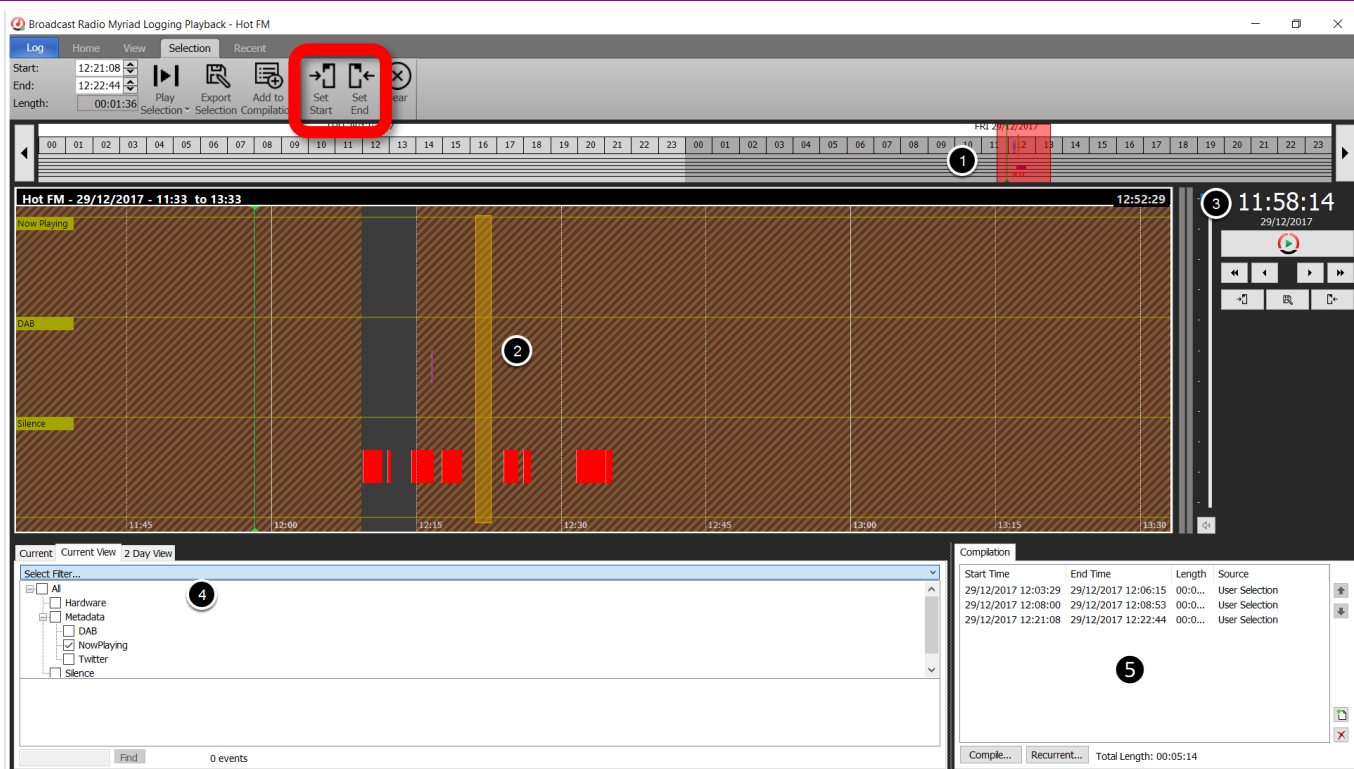 Broadcast Radio Myriad Logging Playback - Hot FM
Log Home View Selection Recent
Start: 12:21:08
End: 12:22:44
Length: 00:01:36
Play Selection
Export Selection
Add to Compilatio
Set Start
Set End
ear
FRI 29/12/2017
00 01 02 03 04 05 06 07 08 09 10 11 12 13 14 15 16 17 18 19 20 21 22 23 00 01 02 03 04 05 06 07 08 09 10 11 12 13 14 15 16 17 18 19 20 21 22 23
1
Hot FM - 29/12/2017 - 11:33 to 13:33 12:52:29
3
11:58:14
29/12/2017
Now Playing
DAB
2
Silence
11:45 12:00 12:15 12:30 12:45 13:00 13:15 13:30
Current Current View 2 Day View
Select Filter...
4
All
Hardware
Metadata
DAB
NowPlaying
Twitter
Silence
Find 0 events
Compilation
Start Time End Time Length Source
29/12/2017 12:03:29 29/12/2017 12:06:15 00:0... User Selection
29/12/2017 12:08:00 29/12/2017 12:08:53 00:0... User Selection
29/12/2017 12:21:08 29/12/2017 12:22:44 00:0... User Selection
5
Compile... Recurrent... Total Length: 00:05:14